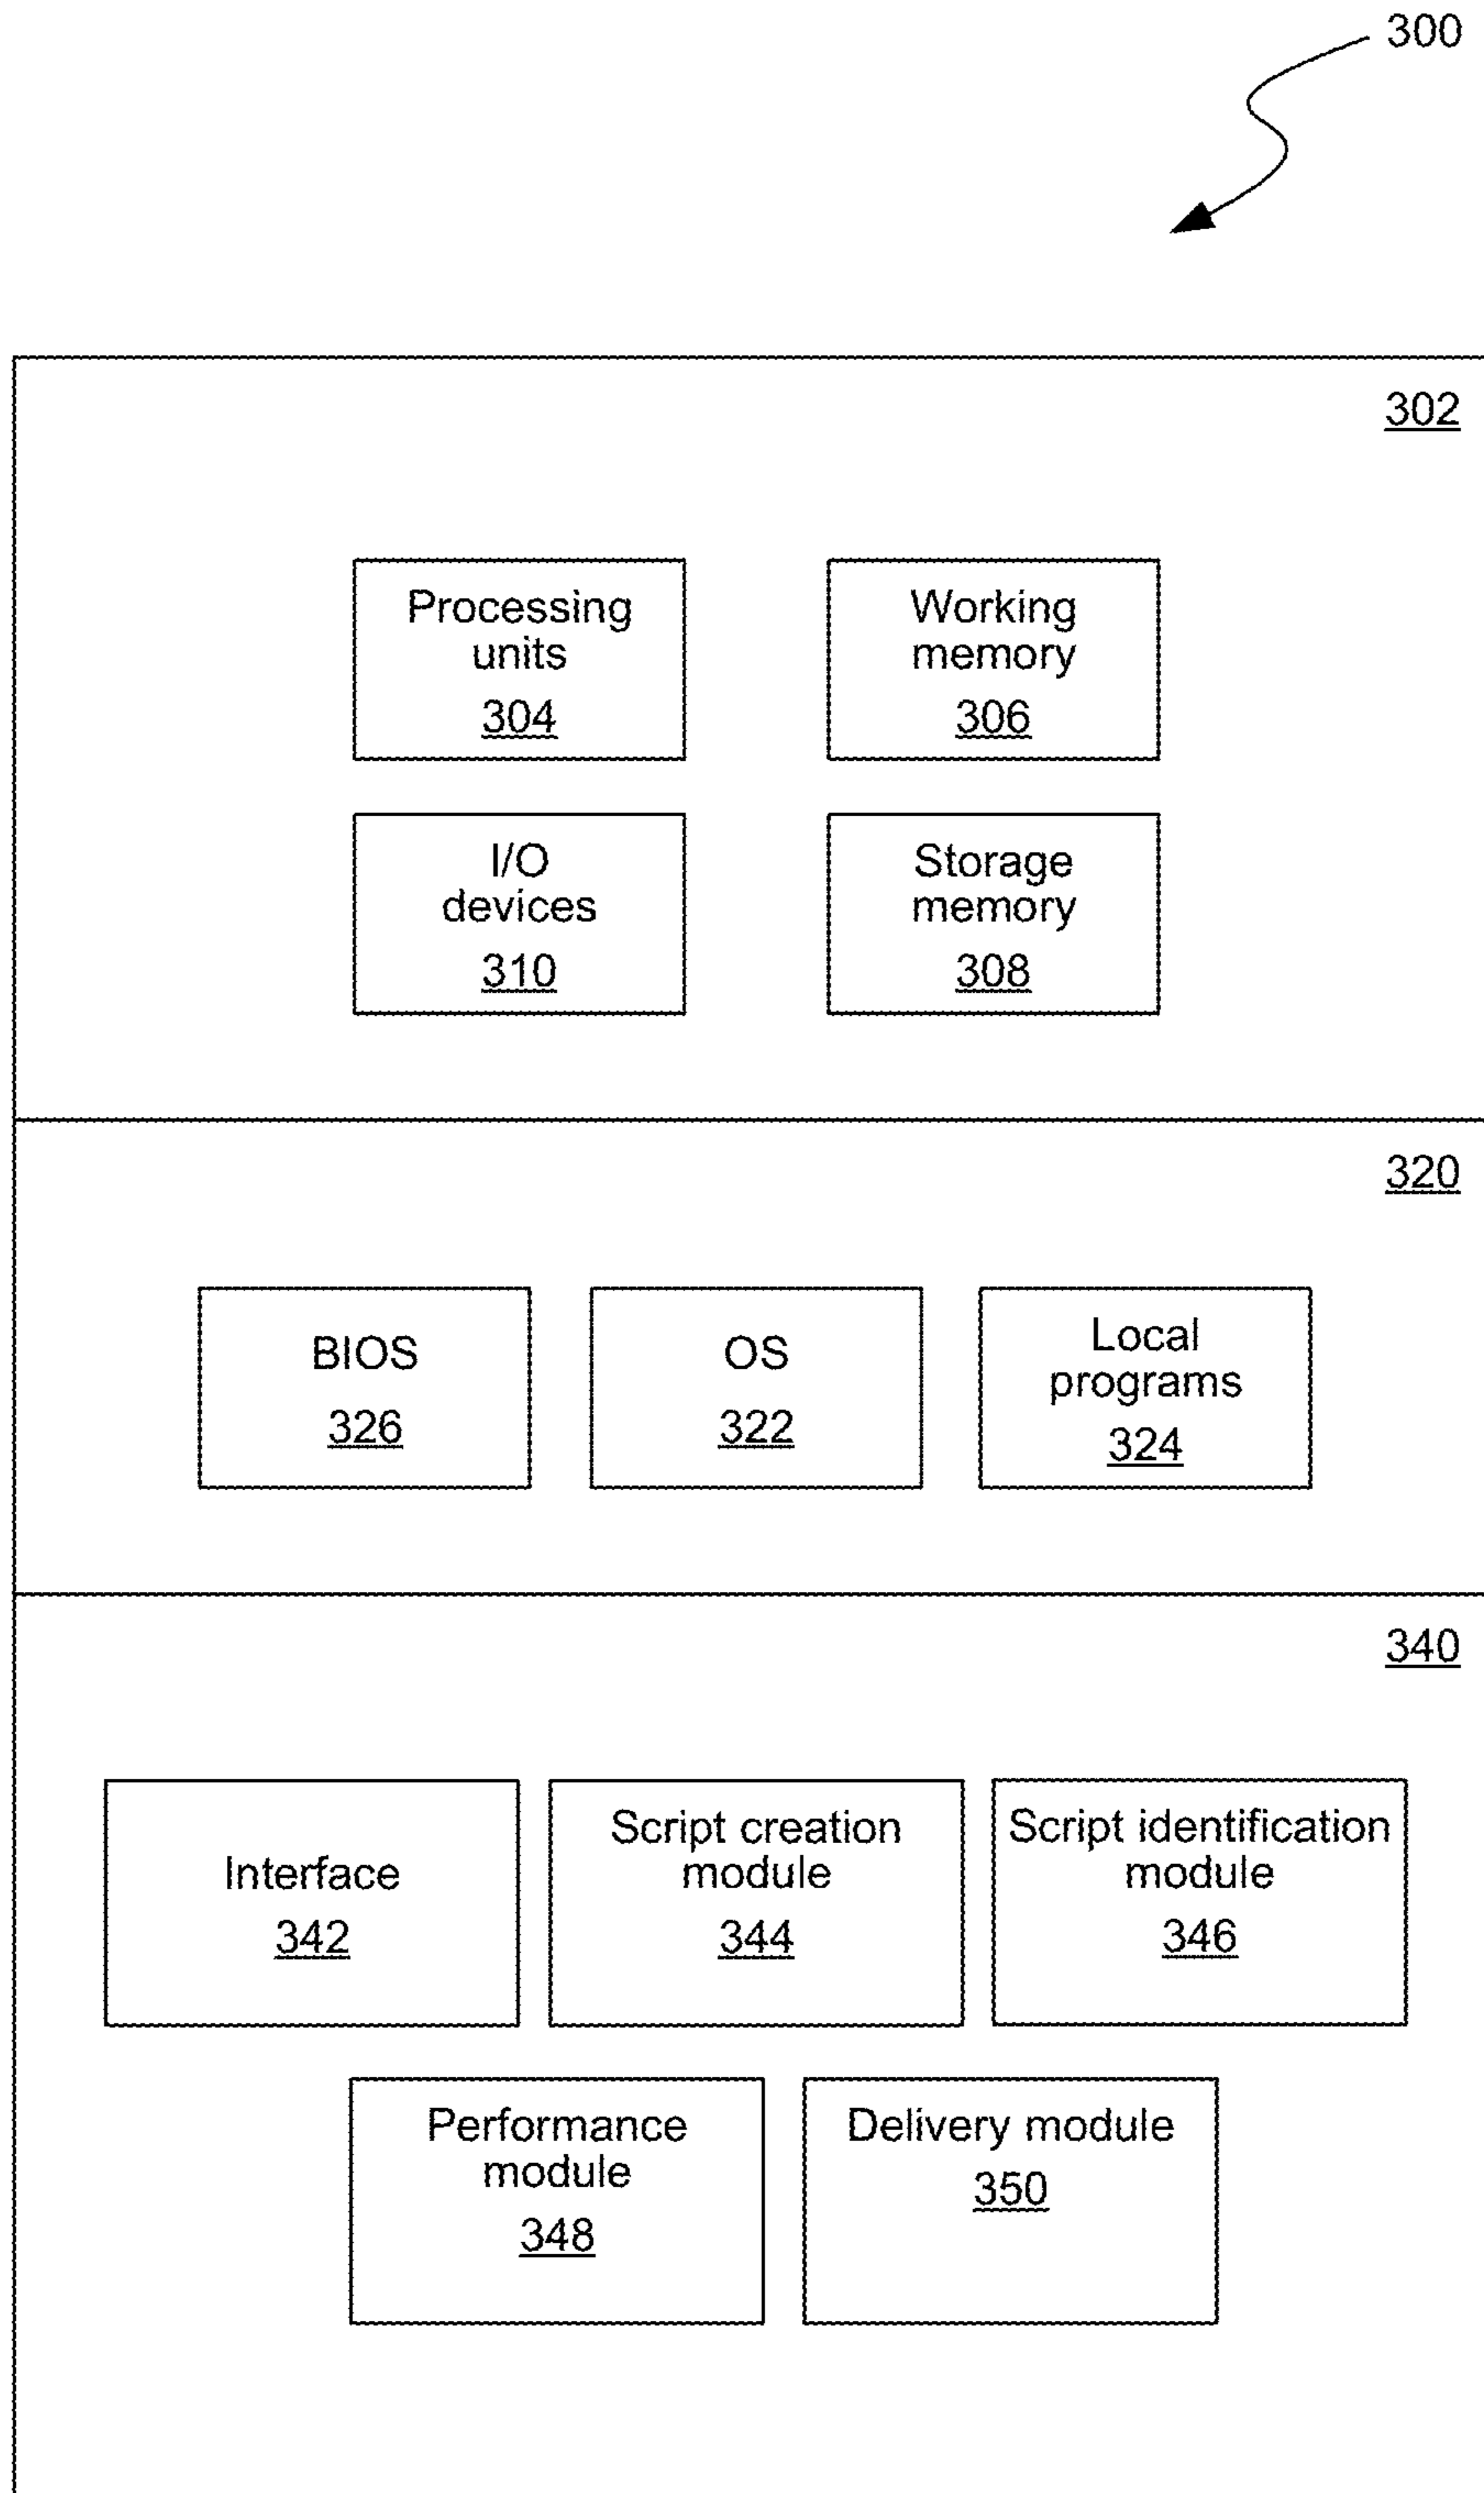 300
302
Processing
units
304
Working
memory
306
I/O
devices
310
Storage
memory
308
320
BIOS
326
OS
322
Local
programs
324
340
Interface
342
Script creation
module
344
Script identification
module
346
Performance
module
348
Delivery module
350